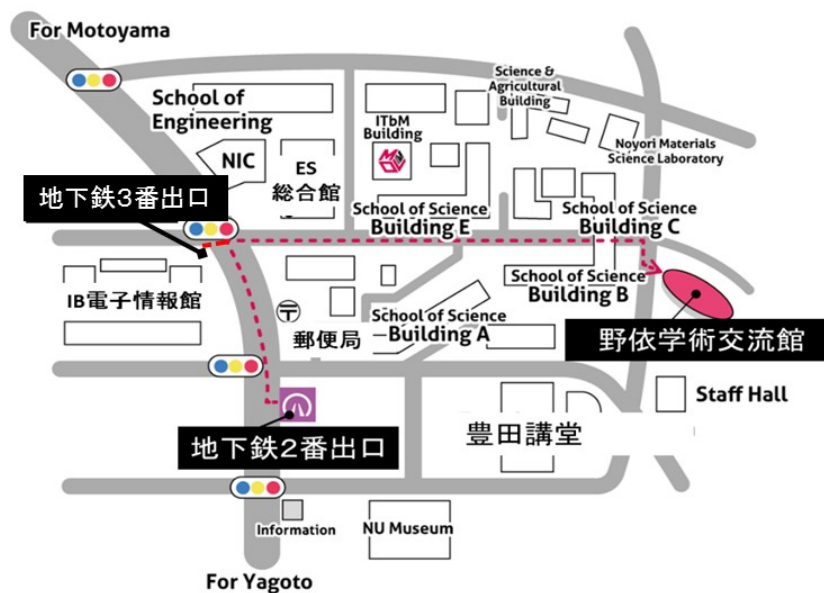 For Motoyama
School of
Engineering
ITbM
Building
Science &
Agricultural
Building
NIC
ES
総合館
Noyori Materials
Science Laboratory
地下鉄3番出口
School of Science
Building E
School of Science
Building C
IB電子情報館
〒
郵便局
School of Science
Building A
School of Science
Building B
野依学術交流館
Staff Hall
地下鉄2番出口
豊田講堂
Information
NU Museum
For Yagoto